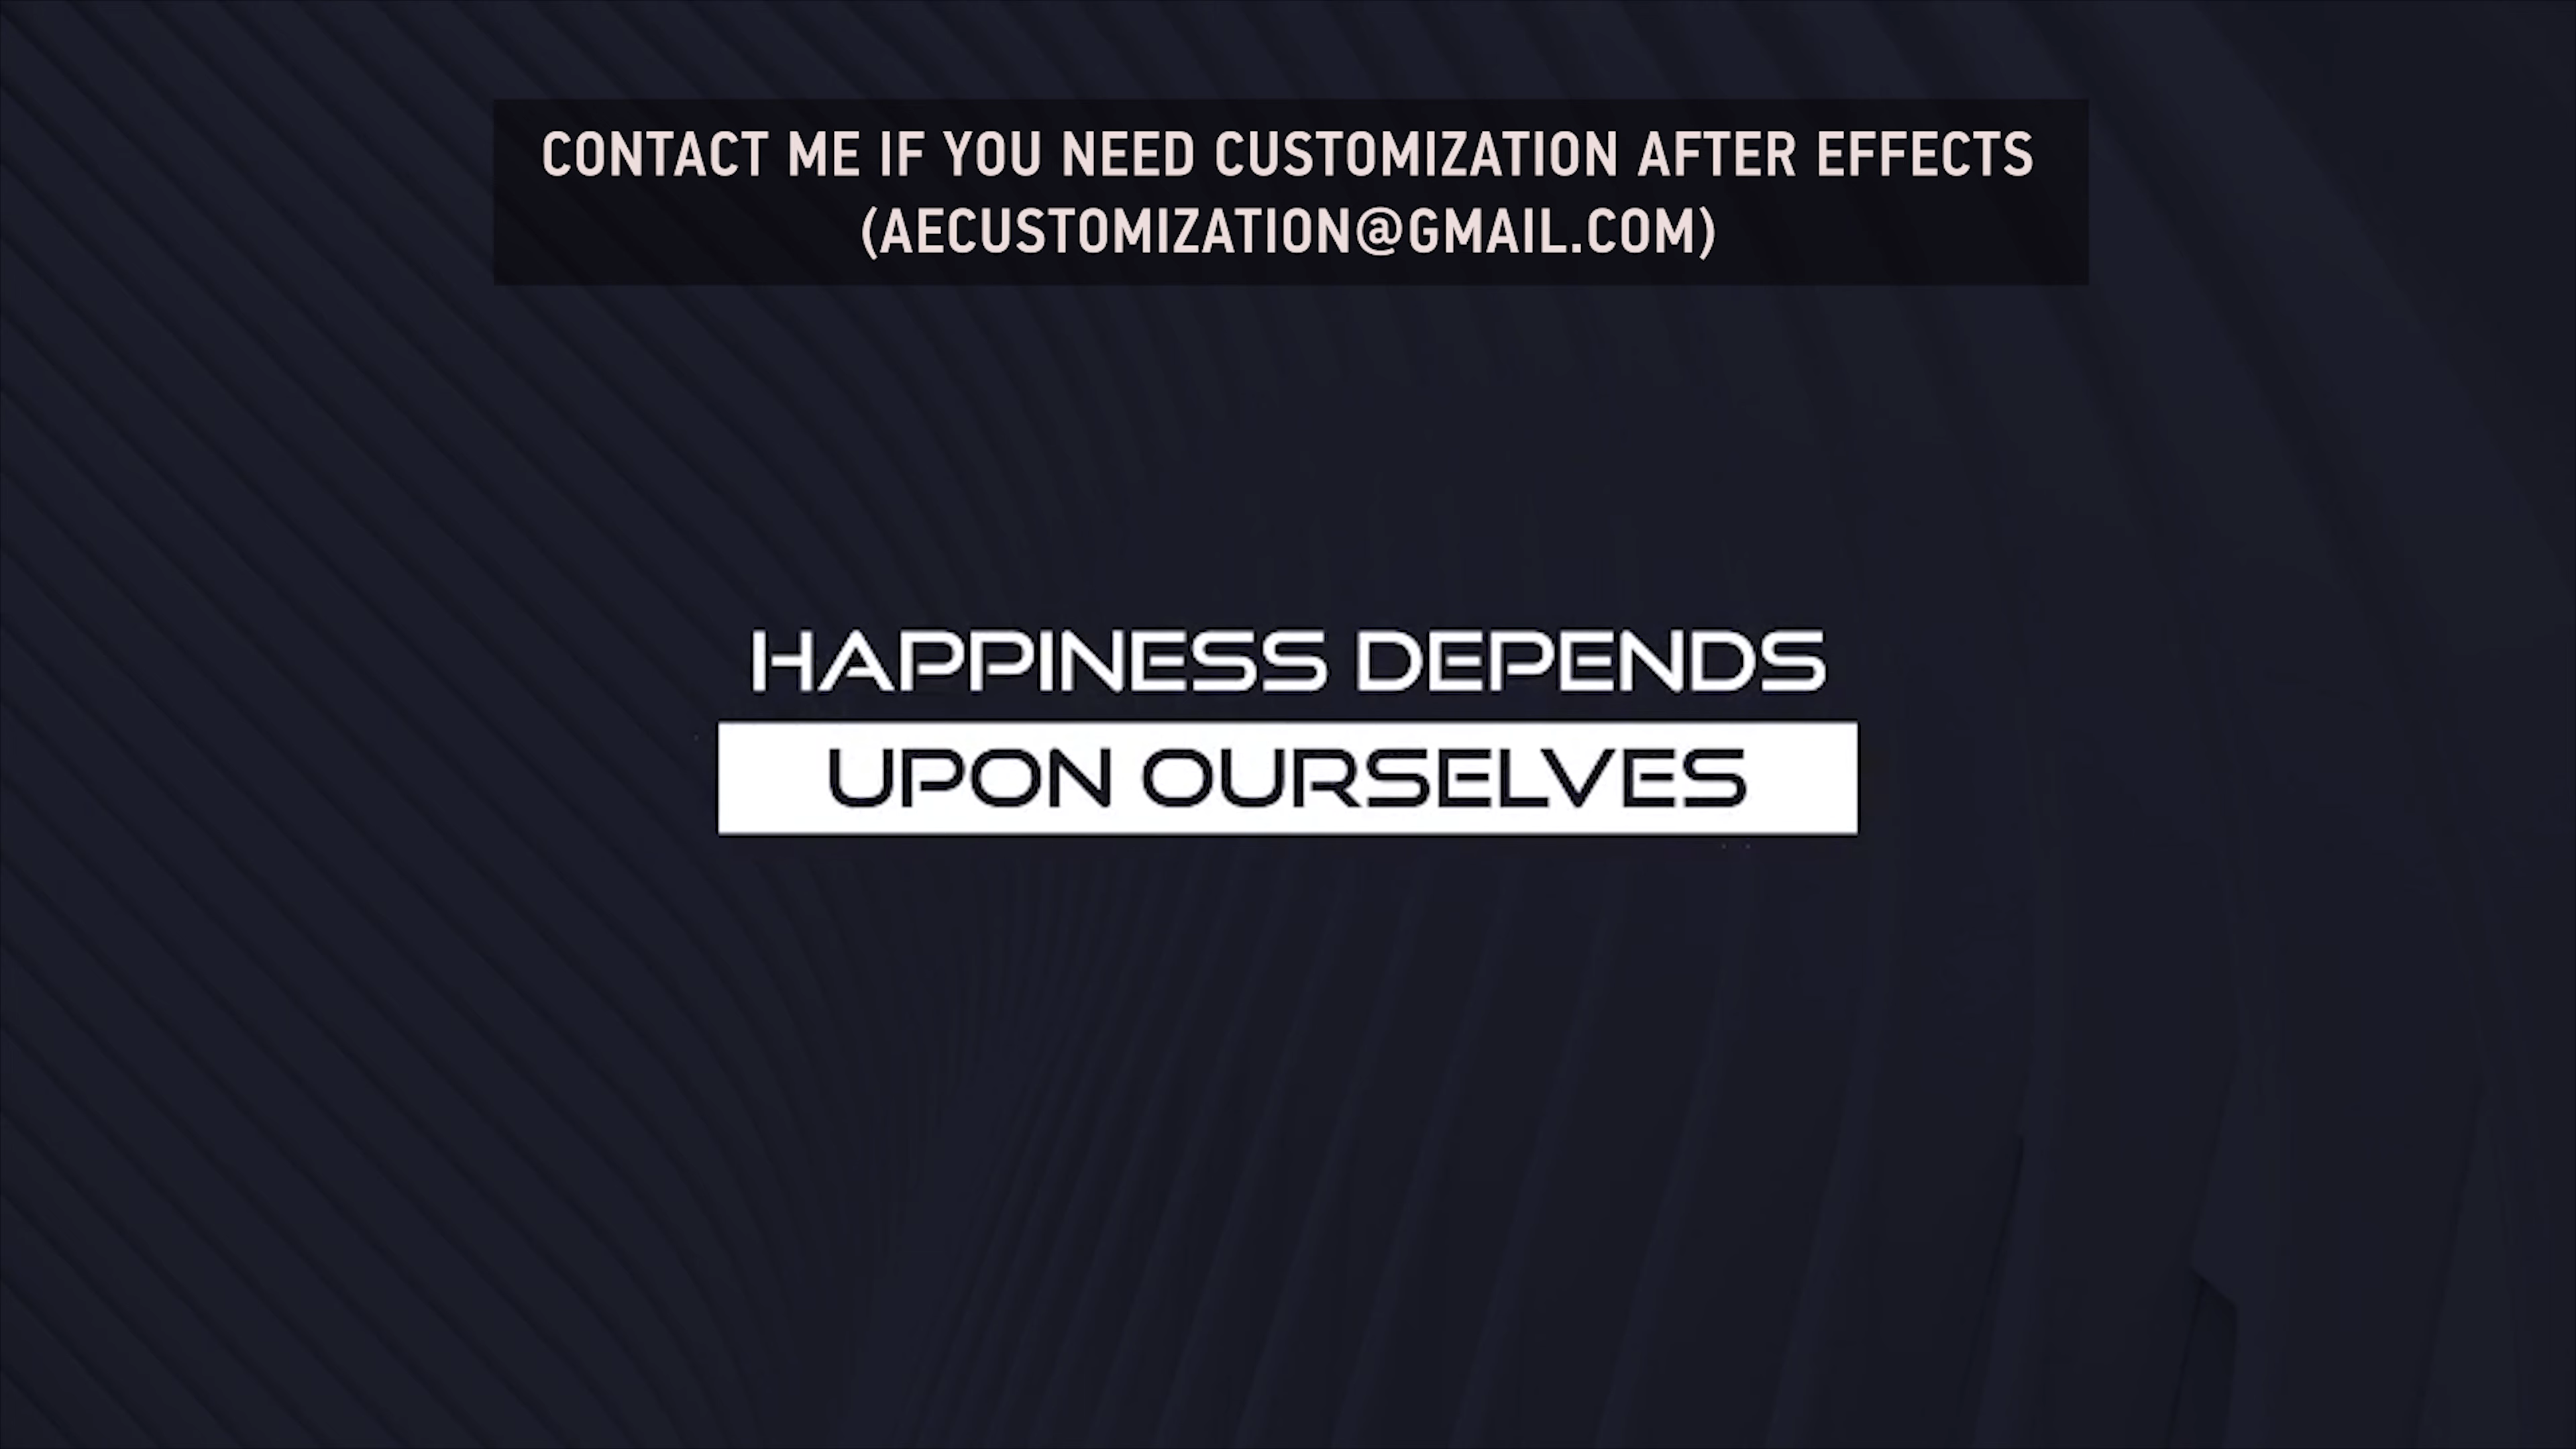 CONTACT ME IF YOU NEED CUSTOMIZATION AFTER EFFECTS
(AECUSTOMIZATION@GMAIL.COM)
HAPPINESS DEPENDS
UPON OURSELVES